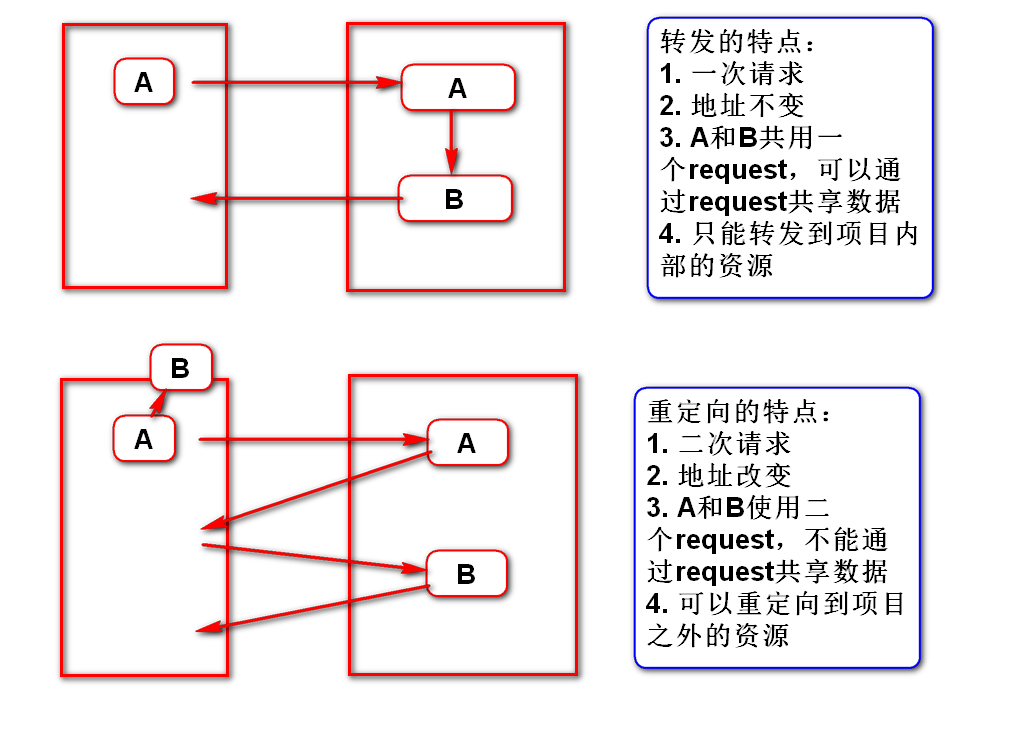 A
A
B
转发的特点：
1. 一次请求
2. 地址不变
3. A和B共用一
个request，可以通
过request共享数据
4. 只能转发到项目内
部的资源
B
A
A
B
重定向的特点：
1. 二次请求
2. 地址改变
3. A和B使用二
个request，不能通
过request共享数据
4. 可以重定向到项目
之外的资源